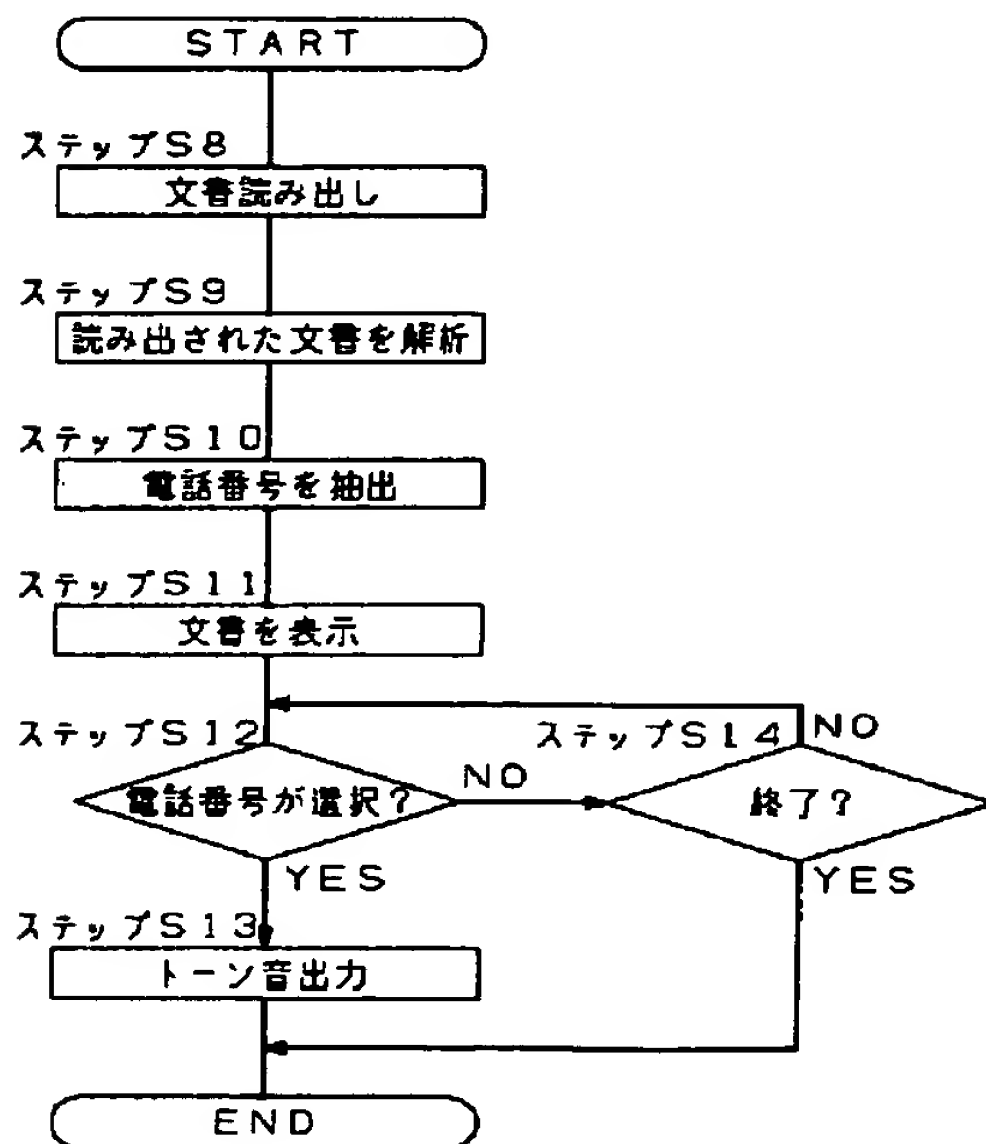 START
ステップS8
文書読み出し
ステップS9
読み出された文書を解析
ステップS10
電話番号を抽出
ステップS11
文書を表示
ステップS12
電話番号が選択?
NO
ステップS14
NO
終了?
YES
YES
ステップS13
トーン音出力
END